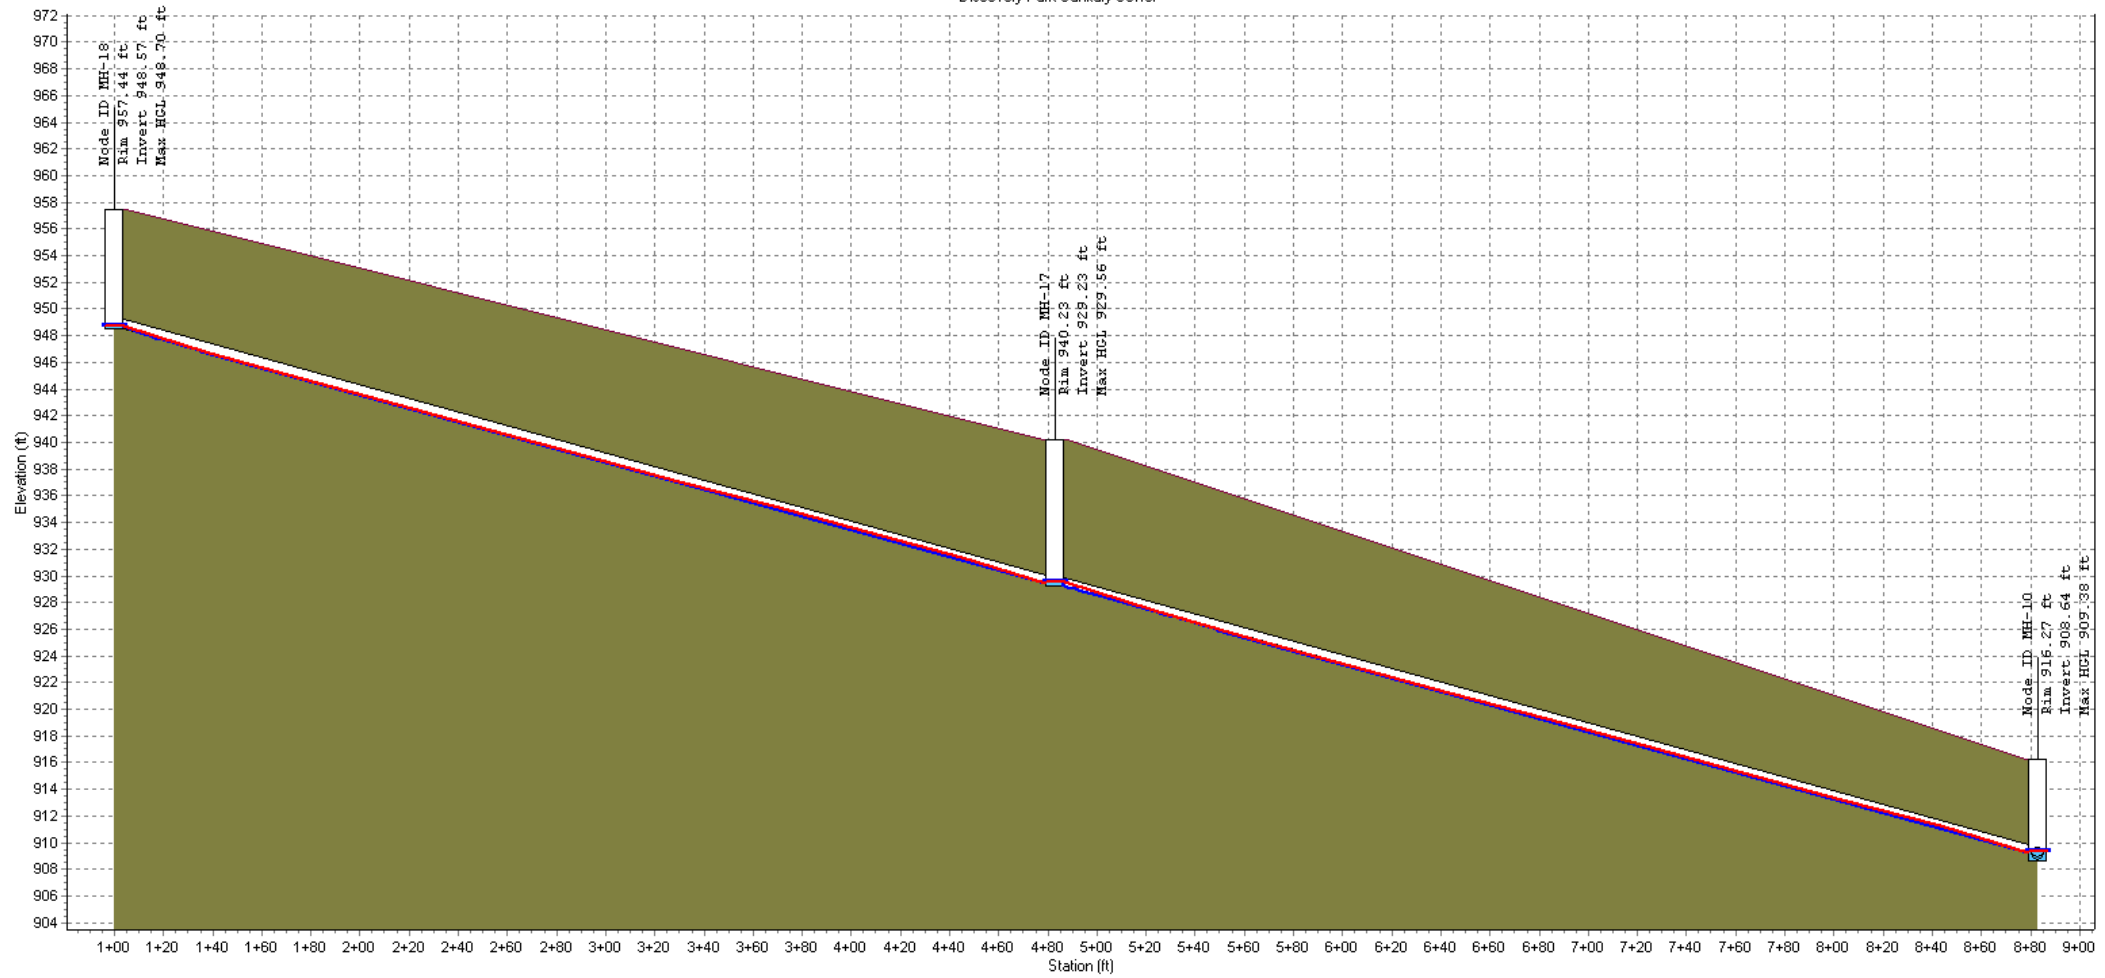 972
970
968
966
964
962
960
958
956
954
952
950
948
946
944
942
940
938
936
934
932
930
928
926
924
922
920
918
916
914
912
910
908
906
904
Elevation (ft)
Node ID MH-18
Rim 957.44 ft
Invert 948.57 ft
Max HGL 948.70 ft
Node ID MH-17
Rim 940.23 ft
Invert 929.23 ft
Max HGL 929.56 ft
Node ID MH-10
Rim 916.27 ft
Invert 908.64 ft
Max HGL 909.38 ft
1+00 1+20 1+40 1+60 1+80 2+00 2+20 2+40 2+60 2+80 3+00 3+20 3+40 3+60 3+80 4+00 4+20 4+40 4+60 4+80 5+00 5+20 5+40 5+60 5+80 6+00 6+20 6+40 6+60 6+80 7+00 7+20 7+40 7+60 7+80 8+00 8+20 8+40 8+60 8+80 9+00
Station (ft)